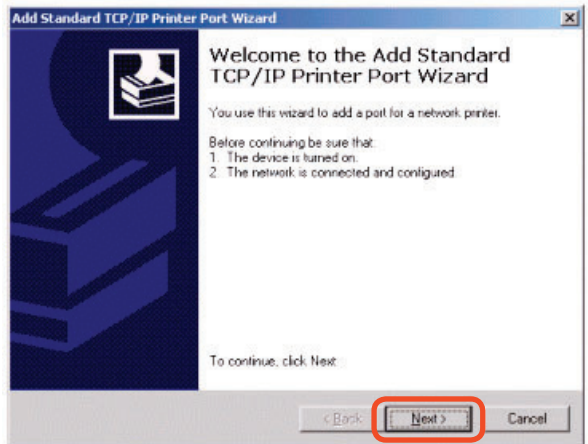 Add Standard TCP/IP Printer Port Wizard
Welcome to the Add Standard
TCP/IP Printer Port Wizard
You use this wizard to add a port for a network printer.
Before continuing be sure that:
1. The device is turned on.
2. The network is connected and configured.
To continue, click Next.
< Back
Next >
Cancel